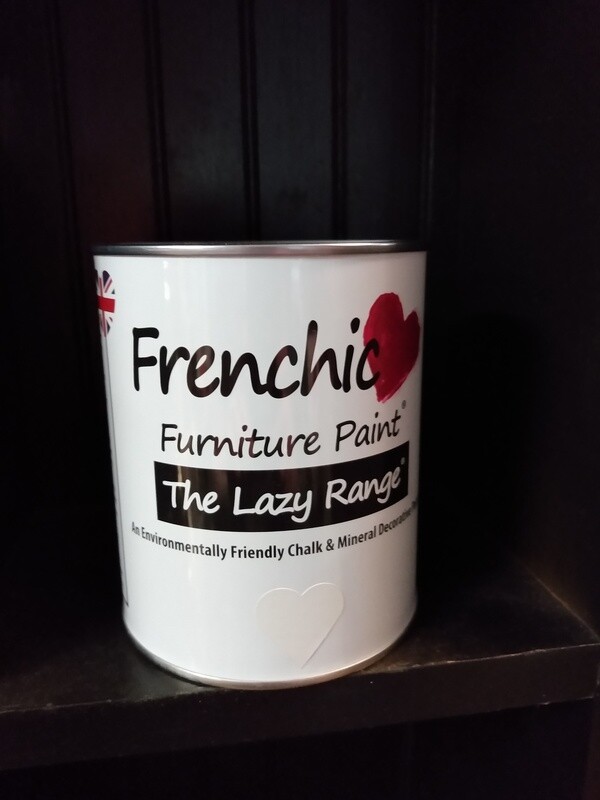 Frenchic
Furniture Paint®
The Lazy Range®
An Environmentally Friendly Chalk & Mineral Decorative